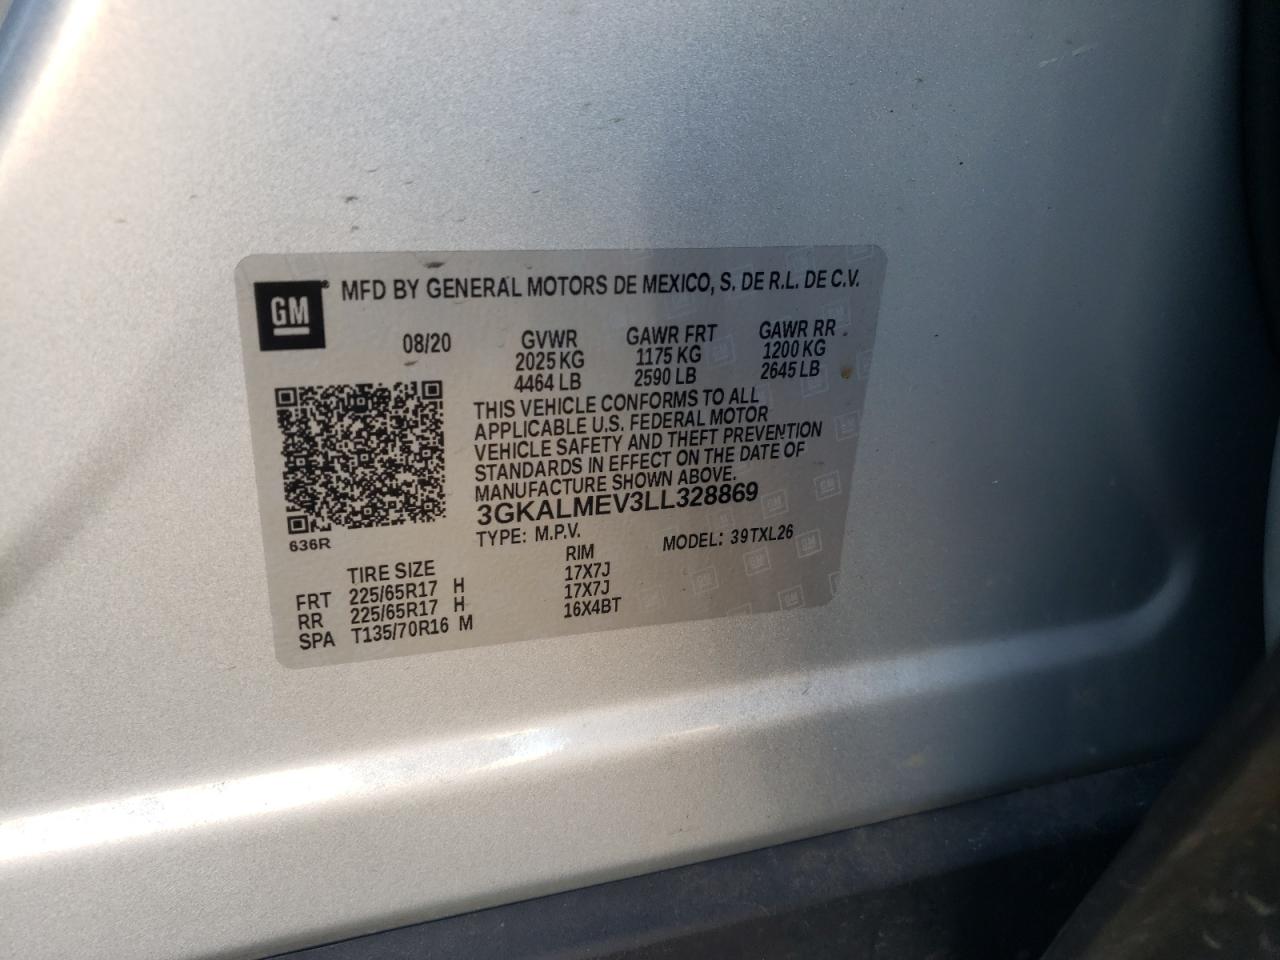 GM
MFD BY GENERAL MOTORS DE MEXICO, S. DE R.L. DE C.V.
08/20 GVWR GAWR FRT GAWR RR
2025 KG 1175 KG 1200 KG
4464 LB 2590 LB 2645 LB
THIS VEHICLE CONFORMS TO ALL
APPLICABLE U.S. FEDERAL MOTOR
VEHICLE SAFETY AND THEFT PREVENTION
STANDARDS IN EFFECT ON THE DATE OF
MANUFACTURE SHOWN ABOVE.
3GKALMEV3LL328869
636R
TYPE: M.P.V. MODEL: 39TXL26
TIRE SIZE RIM
FRT 225/65R17 H 17X7J
RR 225/65R17 H 17X7J
SPA T135/70R16 M 16X4BT